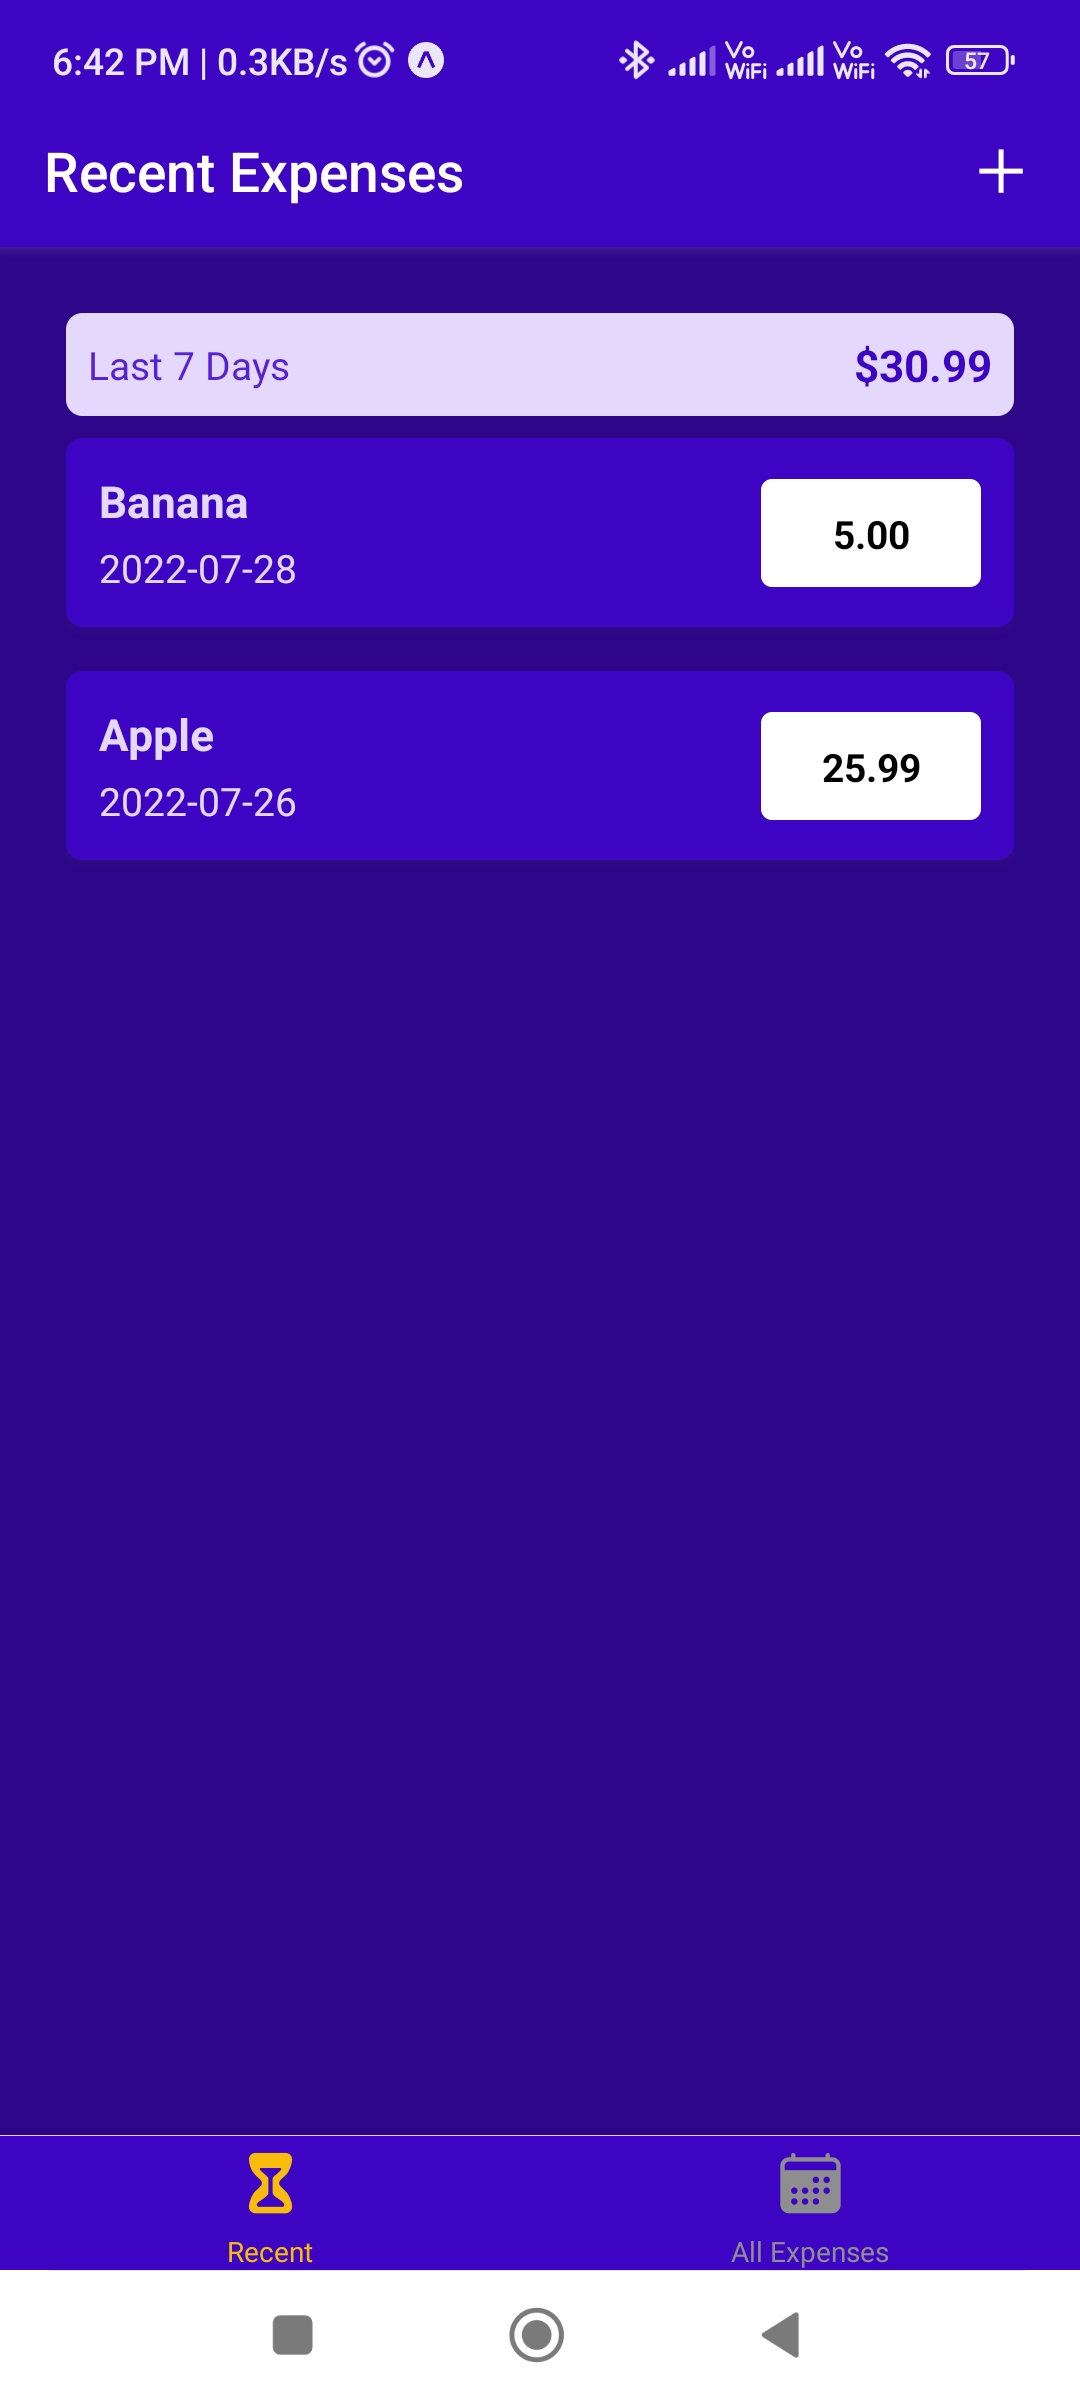 6:42 PM | 0.3KB/s Vo WiFi Vo WiFi 57
Recent Expenses
Last 7 Days $30.99
Banana
5.00
2022-07-28
Apple
25.99
2022-07-26
Recent All Expenses